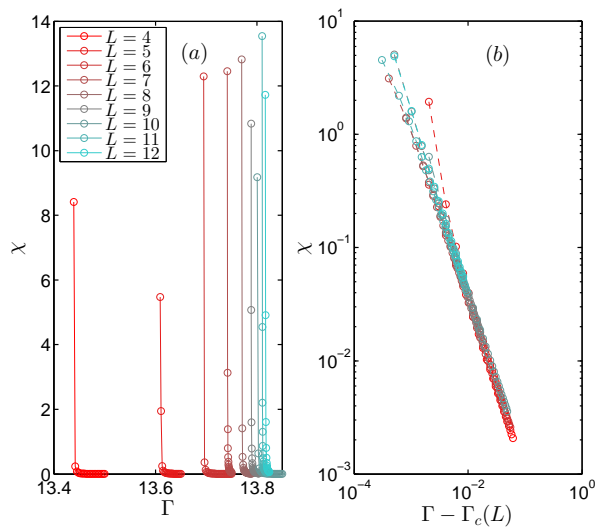 14
12
10
8
6
4
2
0
χ
13.4
13.6
13.8
Γ
(a)
L = 4
L = 5
L = 6
L = 7
L = 8
L = 9
L = 10
L = 11
L = 12
10^1
10^0
10^−1
10^−2
10^−3
χ
10^−4
10^−2
10^0
Γ − Γ_c(L)
(b)